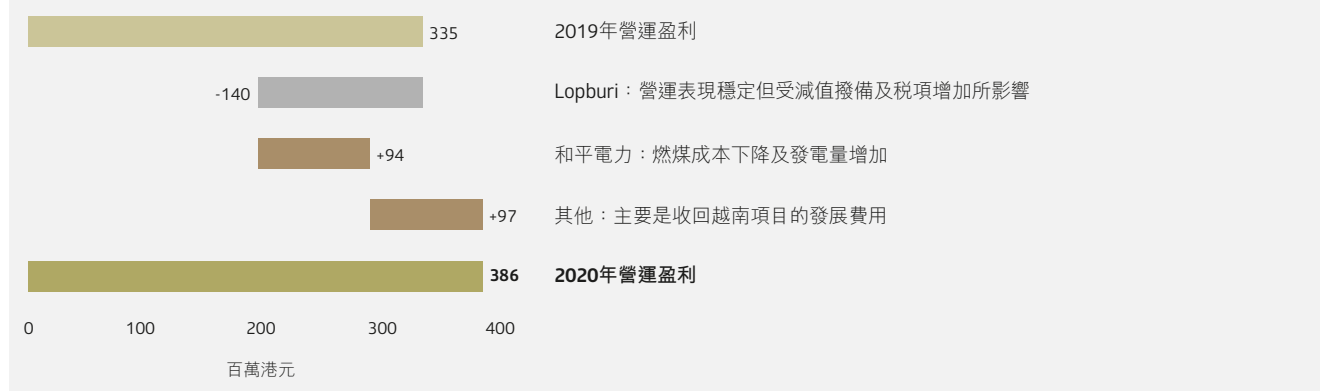 335 2019年營運盈利
-140 Lopburi：營運表現穩定但受減值撥備及稅項增加所影響
+94 和平電力：燃煤成本下降及發電量增加
+97 其他：主要是收回越南項目的發展費用
386 2020年營運盈利
0 100 200 300 400
百萬港元